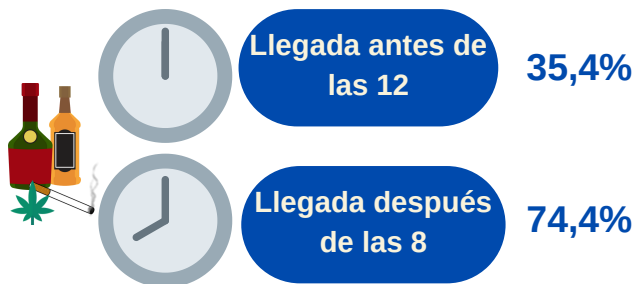 Llegada antes de
las 12
35,4%
Llegada después
de las 8
74,4%